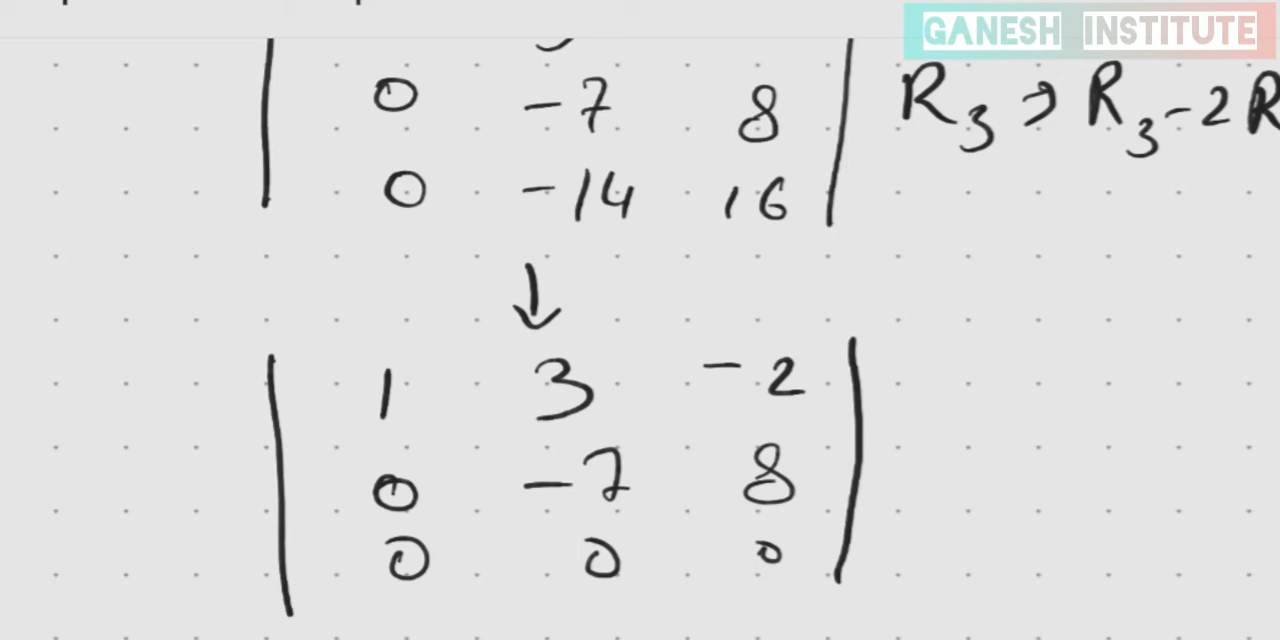 GANESH INSTITUTE
0 -7 8 R₃ → R₃ - 2R
0 -14 16
↓
1 3 -2
0 -7 8
0 0 0